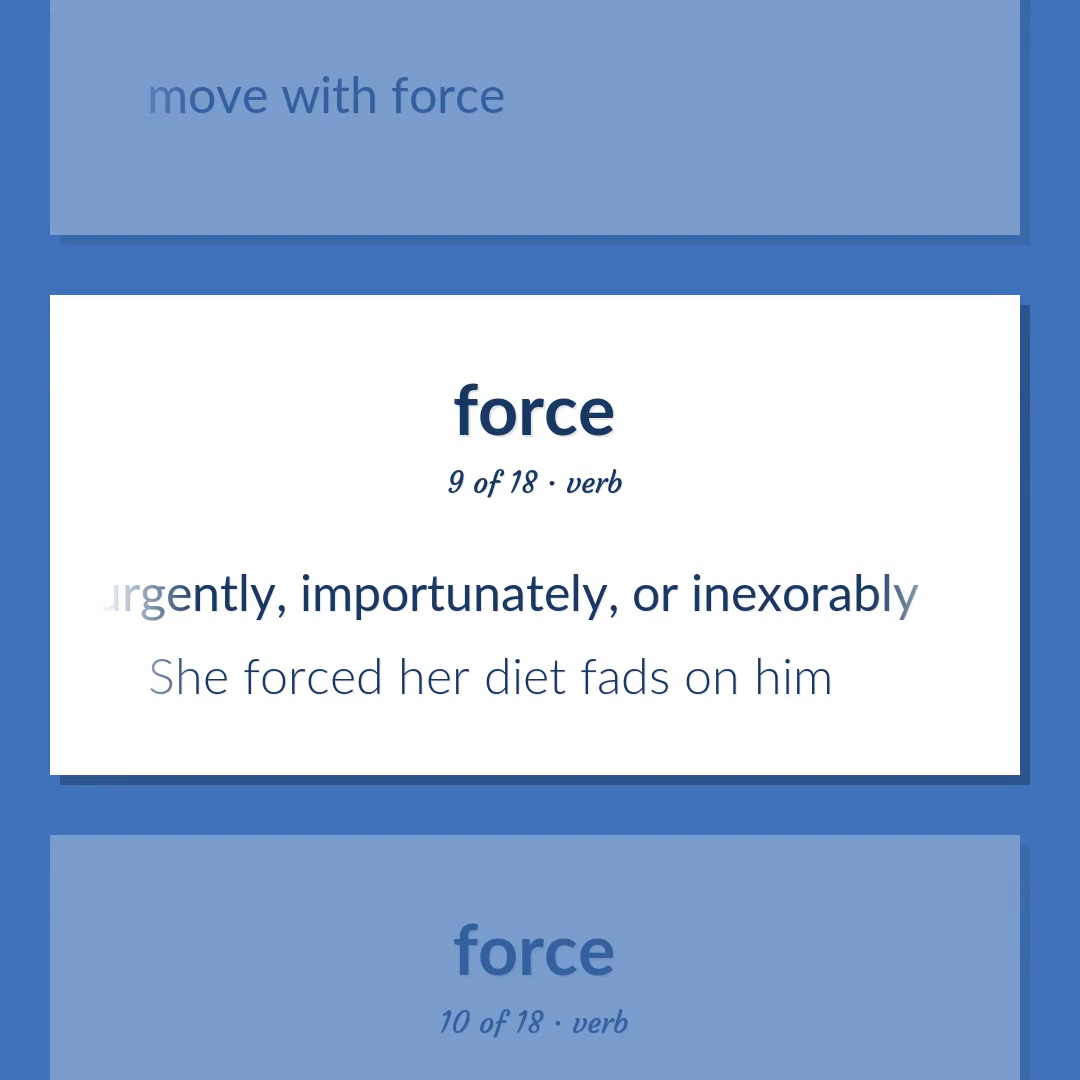 move with force
force
9 of 18 · verb
urgently, importunately, or inexorably
She forced her diet fads on him
force
10 of 18 · verb